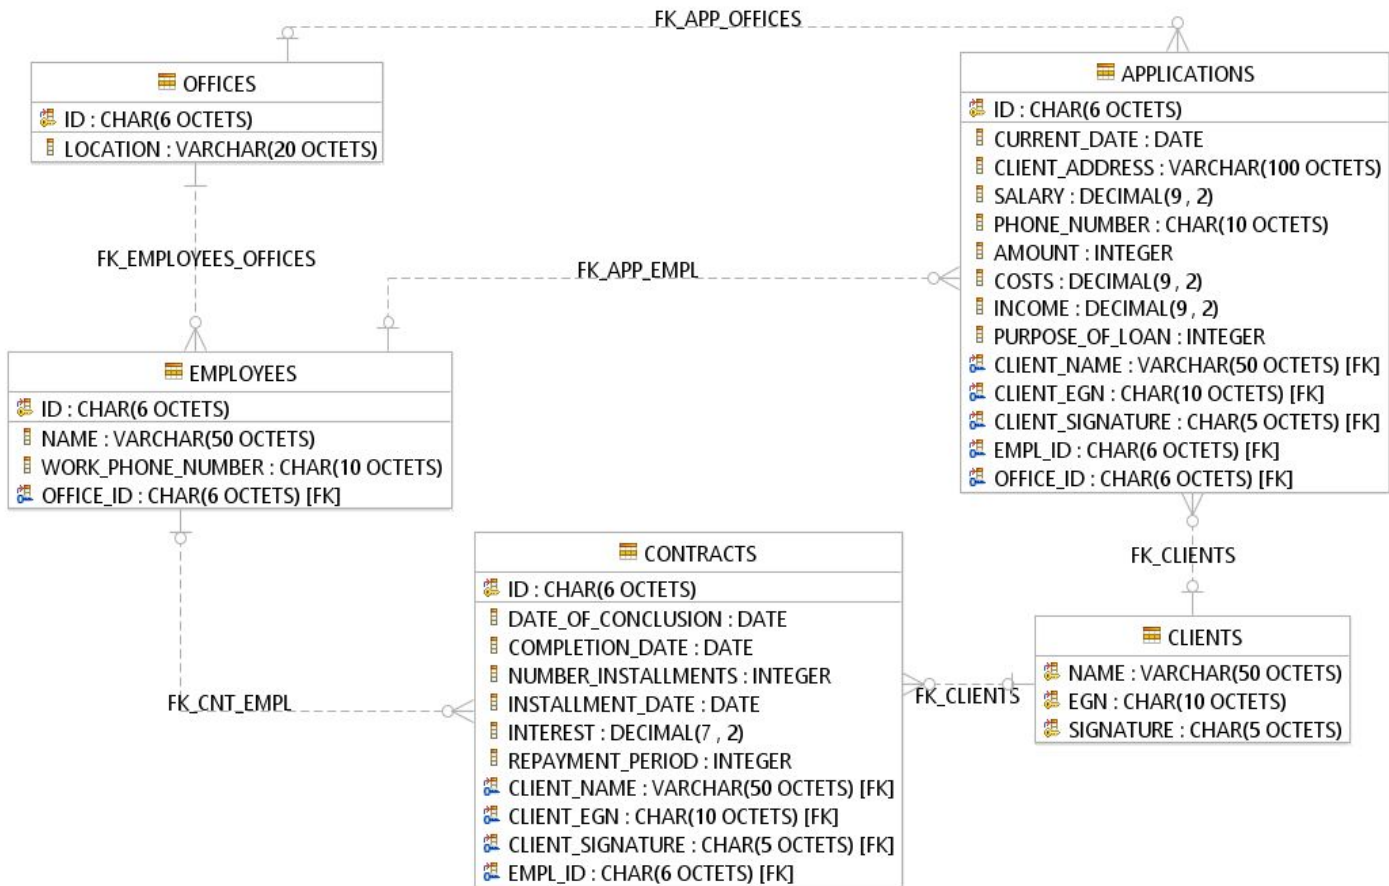 FK_APP_OFFICES
OFFICES
ID : CHAR(6 OCTETS)
LOCATION : VARCHAR(20 OCTETS)
APPLICATIONS
ID : CHAR(6 OCTETS)
CURRENT_DATE : DATE
CLIENT_ADDRESS : VARCHAR(100 OCTETS)
SALARY : DECIMAL(9 , 2)
PHONE_NUMBER : CHAR(10 OCTETS)
AMOUNT : INTEGER
COSTS : DECIMAL(9 , 2)
INCOME : DECIMAL(9 , 2)
PURPOSE_OF_LOAN : INTEGER
CLIENT_NAME : VARCHAR(50 OCTETS) [FK]
CLIENT_EGN : CHAR(10 OCTETS) [FK]
CLIENT_SIGNATURE : CHAR(5 OCTETS) [FK]
EMPL_ID : CHAR(6 OCTETS) [FK]
OFFICE_ID : CHAR(6 OCTETS) [FK]
FK_EMPLOYEES_OFFICES
FK_APP_EMPL
EMPLOYEES
ID : CHAR(6 OCTETS)
NAME : VARCHAR(50 OCTETS)
WORK_PHONE_NUMBER : CHAR(10 OCTETS)
OFFICE_ID : CHAR(6 OCTETS) [FK]
FK_CNT_EMPL
CONTRACTS
ID : CHAR(6 OCTETS)
DATE_OF_CONCLUSION : DATE
COMPLETION_DATE : DATE
NUMBER_INSTALLMENTS : INTEGER
INSTALLMENT_DATE : DATE
INTEREST : DECIMAL(7 , 2)
REPAYMENT_PERIOD : INTEGER
CLIENT_NAME : VARCHAR(50 OCTETS) [FK]
CLIENT_EGN : CHAR(10 OCTETS) [FK]
CLIENT_SIGNATURE : CHAR(5 OCTETS) [FK]
EMPL_ID : CHAR(6 OCTETS) [FK]
FK_CLIENTS
FK_CLIENTS
CLIENTS
NAME : VARCHAR(50 OCTETS)
EGN : CHAR(10 OCTETS)
SIGNATURE : CHAR(5 OCTETS)